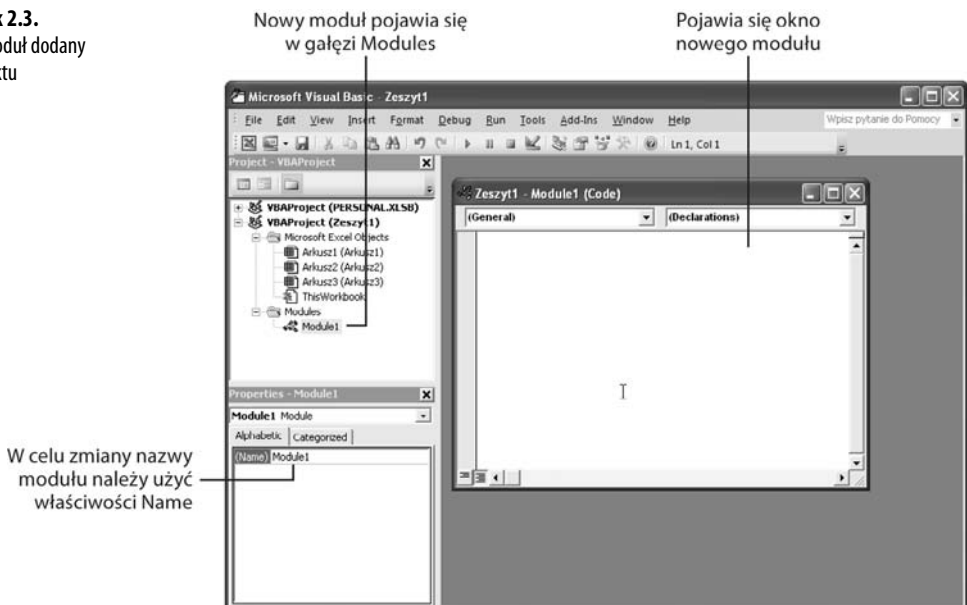 2.3.
dodany
Nowy moduł pojawia się
w gałęzi Modules
Pojawia się okno
nowego modułu
Microsoft Visual Basic - Zeszyt1
File Edit View Insert Format Debug Run Tools Add-Ins Window Help
Wpisz pytanie do Pomocy
Ln 1, Col 1
Project - VBAProject
VBAProject (PERSONAL.XLSB)
VBAProject (Zeszyt1)
Microsoft Excel Objects
Arkusz1 (Arkusz1)
Arkusz2 (Arkusz2)
Arkusz3 (Arkusz3)
ThisWorkbook
Modules
Module1
Zeszyt1 - Module1 (Code)
(General)
(Declarations)
Properties - Module1
Module1 Module
Alphabetic Categorized
(Name) Module1
W celu zmiany nazwy
modułu należy użyć
właściwości Name